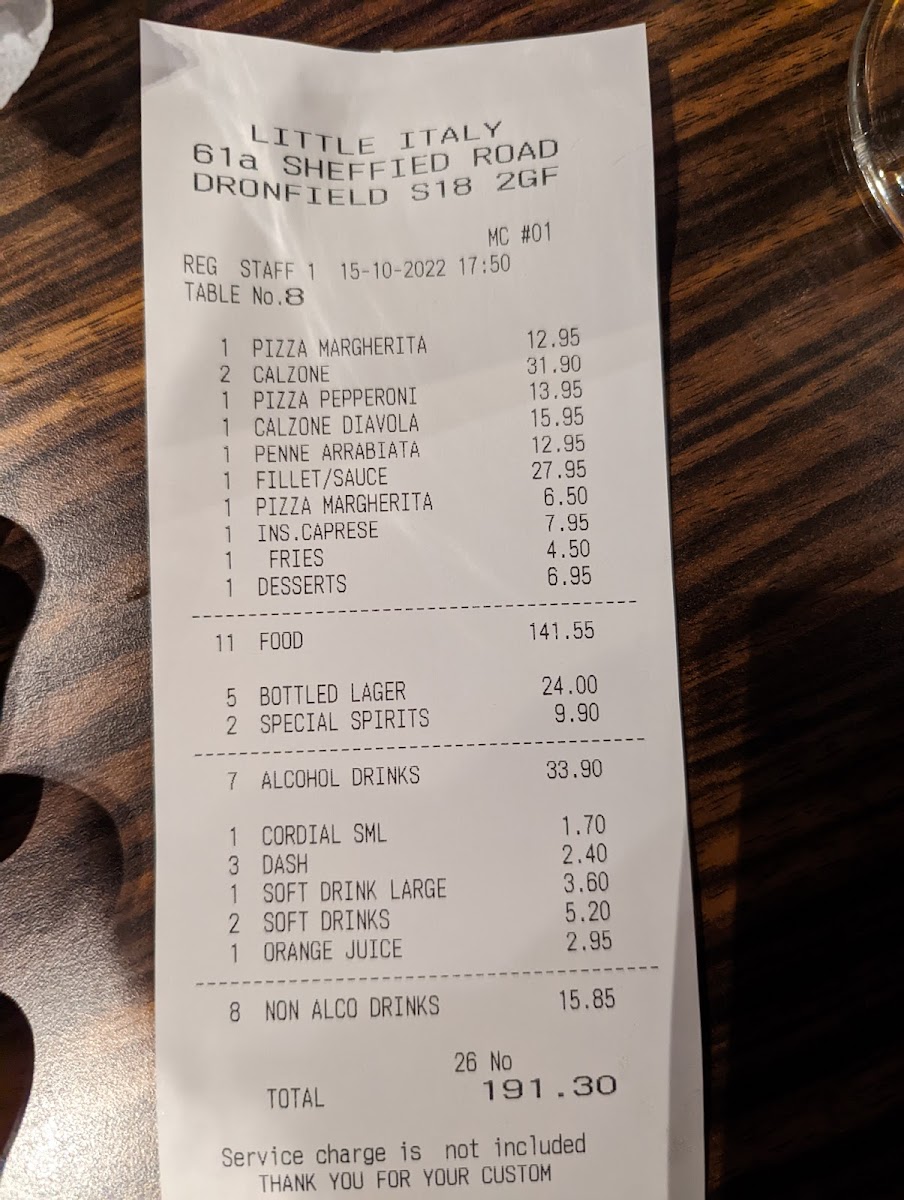 LITTLE ITALY
61a SHEFFIED ROAD
DRONFIELD S18 2GF
MC #01
REG STAFF 1 15-10-2022 17:50
TABLE No.8
1 PIZZA MARGHERITA 12.95
2 CALZONE 31.90
1 PIZZA PEPPERONI 13.95
1 CALZONE DIAVOLA 15.95
1 PENNE ARRABIATA 12.95
1 FILLET/SAUCE 27.95
1 PIZZA MARGHERITA 6.50
1 INS.CAPRESE 7.95
1 FRIES 4.50
1 DESSERTS 6.95
11 FOOD 141.55
5 BOTTLED LAGER 24.00
2 SPECIAL SPIRITS 9.90
7 ALCOHOL DRINKS 33.90
1 CORDIAL SML 1.70
3 DASH 2.40
1 SOFT DRINK LARGE 3.60
2 SOFT DRINKS 5.20
1 ORANGE JUICE 2.95
8 NON ALCO DRINKS 15.85
26 No
TOTAL 191.30
Service charge is not included
THANK YOU FOR YOUR CUSTOM